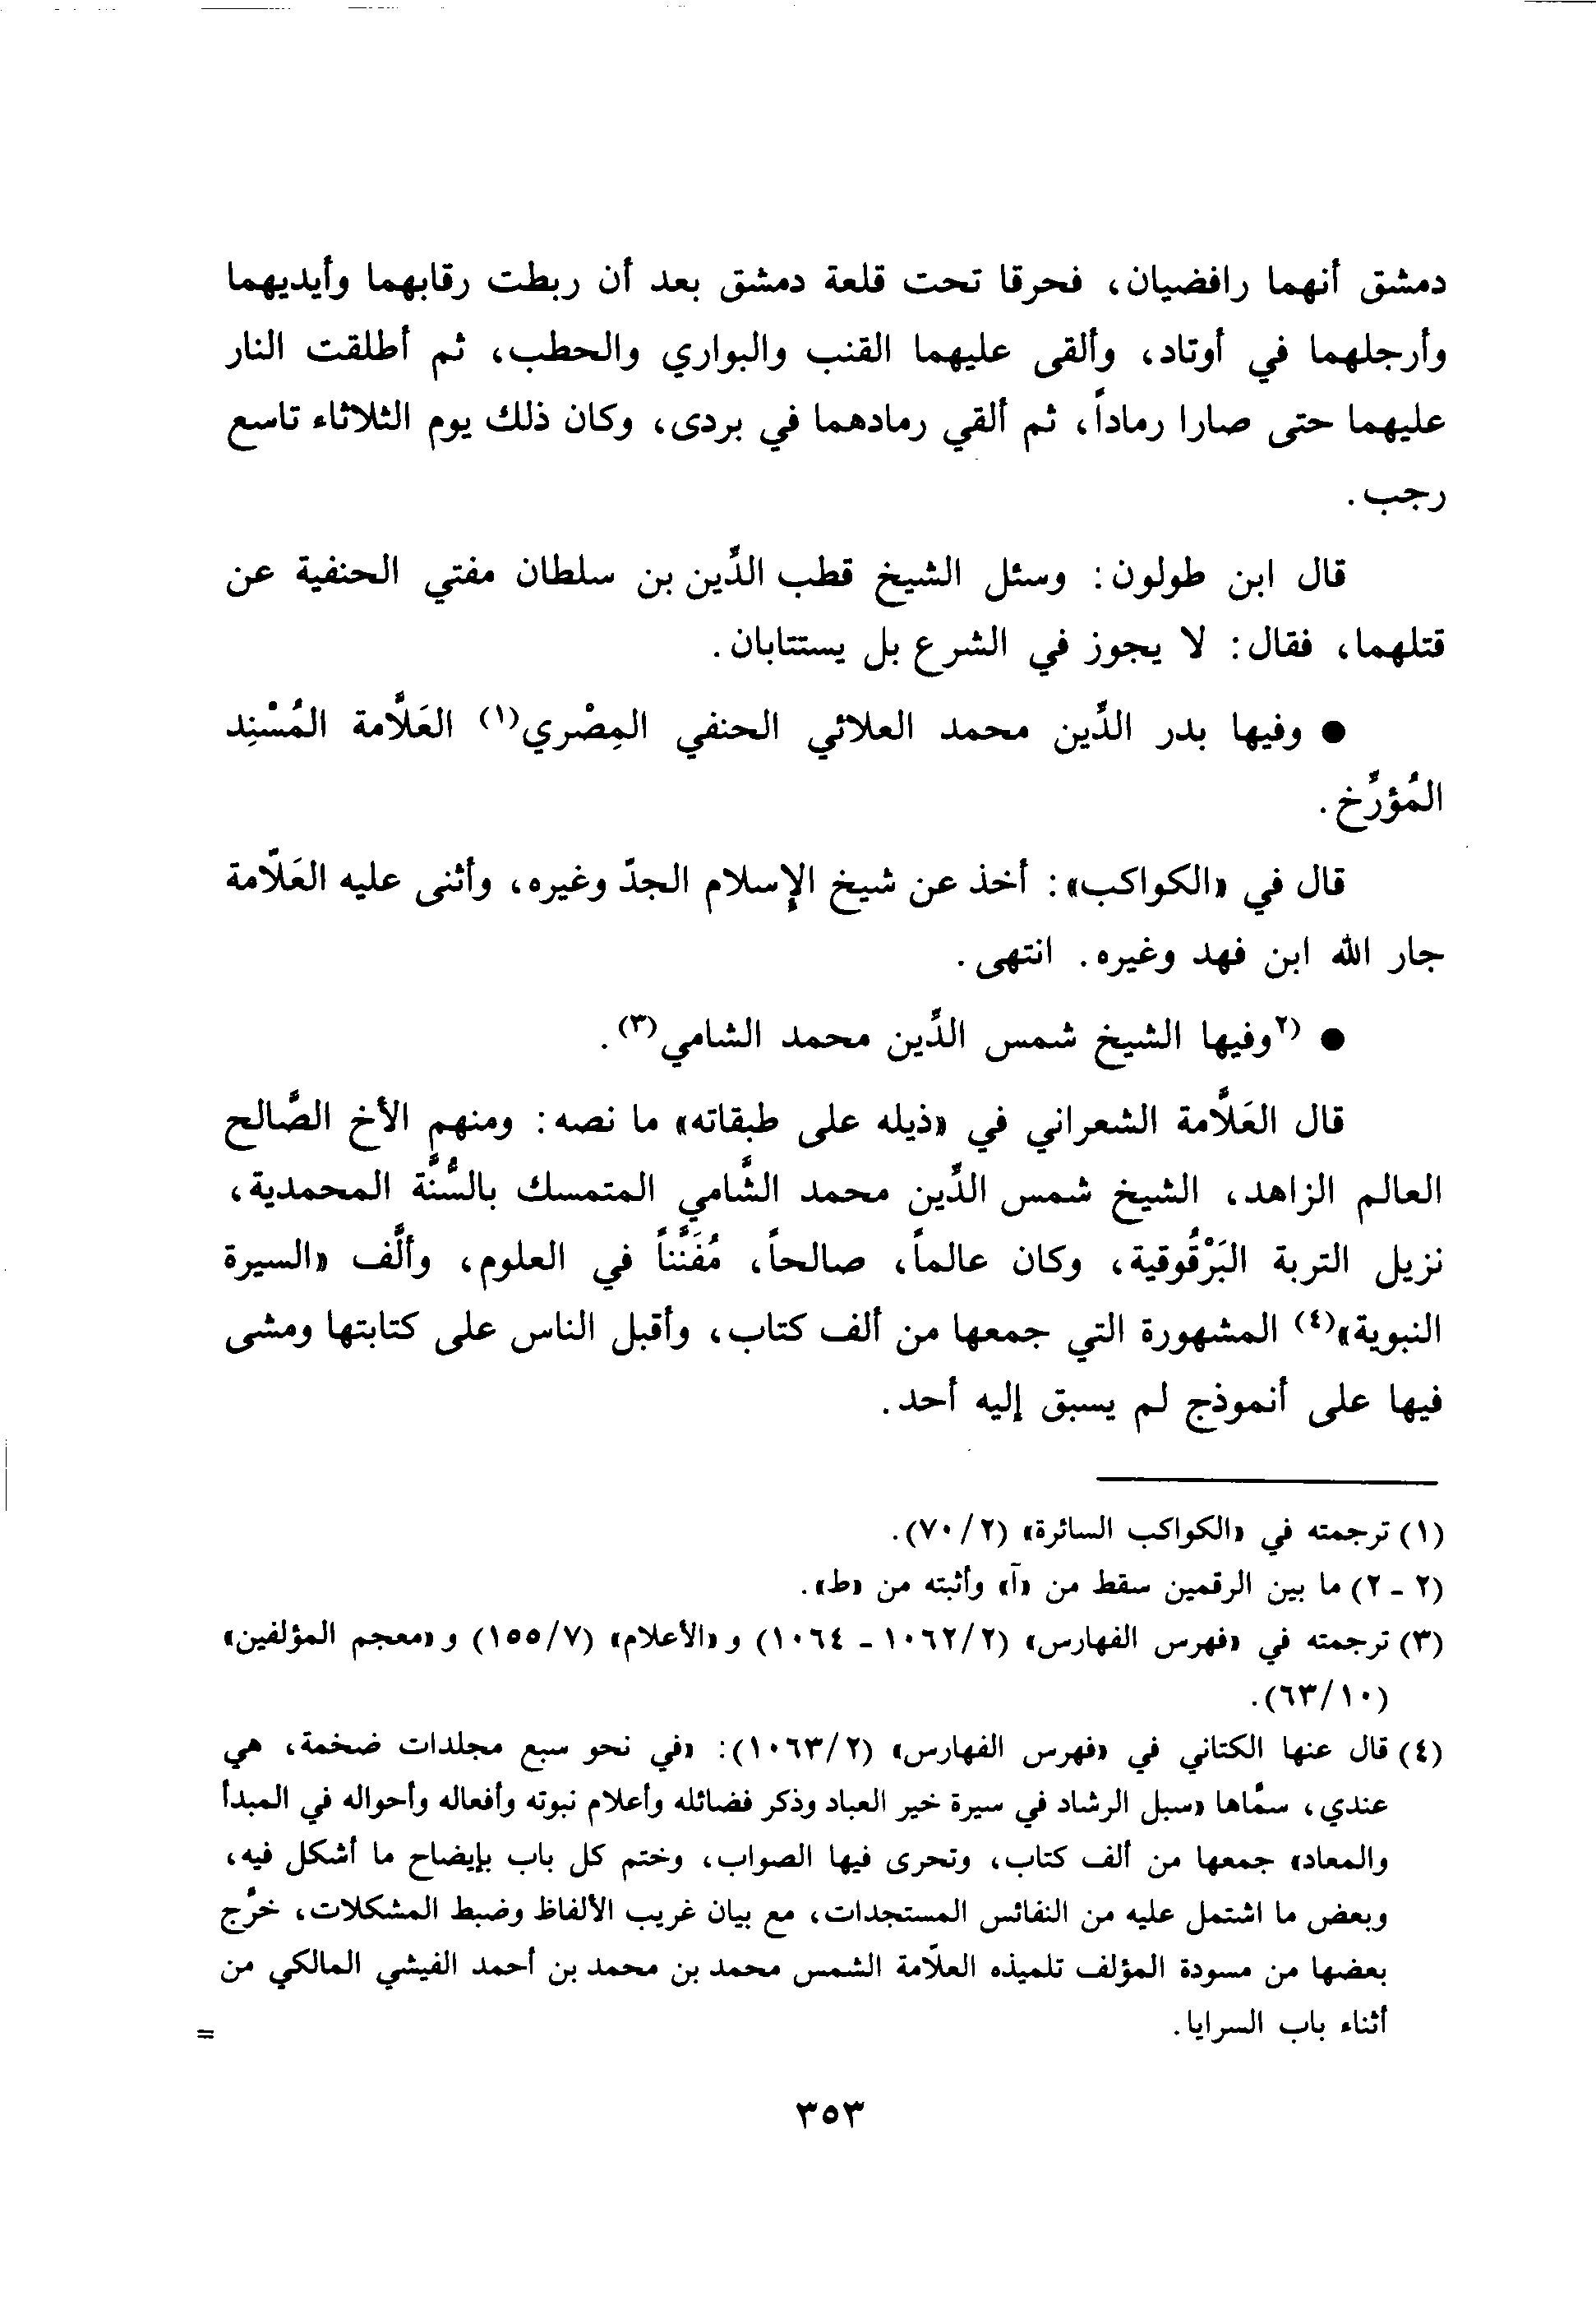 دمشق أنهما رافضيان، فحرقا تحت قلعة دمشق بعد أن ربطت رقابهما وأيديهما
وأرجلهما في أوتاد، وألقى عليهما القنب والبواري والحطب، ثم أطلقت النار
عليهما حتى صارا رماداً، ثم ألقي رمادهما في بردى، وكان ذلك يوم الثلاثاء تاسع
رجب.
قال ابن طولون: وسئل الشيخ قطب الدِّين بن سلطان مفتي الحنفية عن
قتلهما، فقال: لا يجوز في الشرع بل يستتابان.
● وفيها بدر الدِّين محمد العلائي الحنفي المِصْري(١) العَلاَّمة المُسْنِد
المُؤرِّخ.
قال في «الكواكب»: أخذ عن شيخ الإسلام الجدّ وغيره، وأثنى عليه العَلاّمة
جار الله ابن فهد وغيره. انتهى.
● (٢وفيها الشيخ شمس الدِّين محمد الشامي(٣).
قال العَلاَّمة الشعراني في «ذيله على طبقاته» ما نصه: ومنهم الأخ الصَّالح
العالم الزاهد، الشيخ شمس الدِّين محمد الشَّامي المتمسك بالسُّنَّة المحمدية،
نزيل التربة البَرْقُوقية، وكان عالماً، صالحاً، مُفَنَّناً في العلوم، وألَّف «السيرة
النبوية»(٤) المشهورة التي جمعها من ألف كتاب، وأقبل الناس على كتابتها ومشى
فيها على أنموذج لم يسبق إليه أحد.
(١) ترجمته في «الكواكب السائرة» (٢/ ٧٠).
(٢ - ٢) ما بين الرقمين سقط من «آ» وأثبته من «ط».
(٣) ترجمته في «فهرس الفهارس» (٢/ ١٠٦٢ - ١٠٦٤) و «الأعلام» (٧/ ١٥٥) و «معجم المؤلفين»
(١٠/ ٦٣).
(٤) قال عنها الكتاني في «فهرس الفهارس» (٢/ ١٠٦٣): «في نحو سبع مجلدات ضخمة، هي
عندي، سمَّاها «سبل الرشاد في سيرة خير العباد وذكر فضائله وأعلام نبوته وأفعاله وأحواله في المبدأ
والمعاد» جمعها من ألف كتاب، وتحرى فيها الصواب، وختم كل باب بإيضاح ما أشكل فيه،
وبعض ما اشتمل عليه من النفائس المستجدات، مع بيان غريب الألفاظ وضبط المشكلات، خرَّج
بعضها من مسودة المؤلف تلميذه العلاّمة الشمس محمد بن محمد بن أحمد الفيشي المالكي من
أثناء باب السرايا. =
٣٥٣